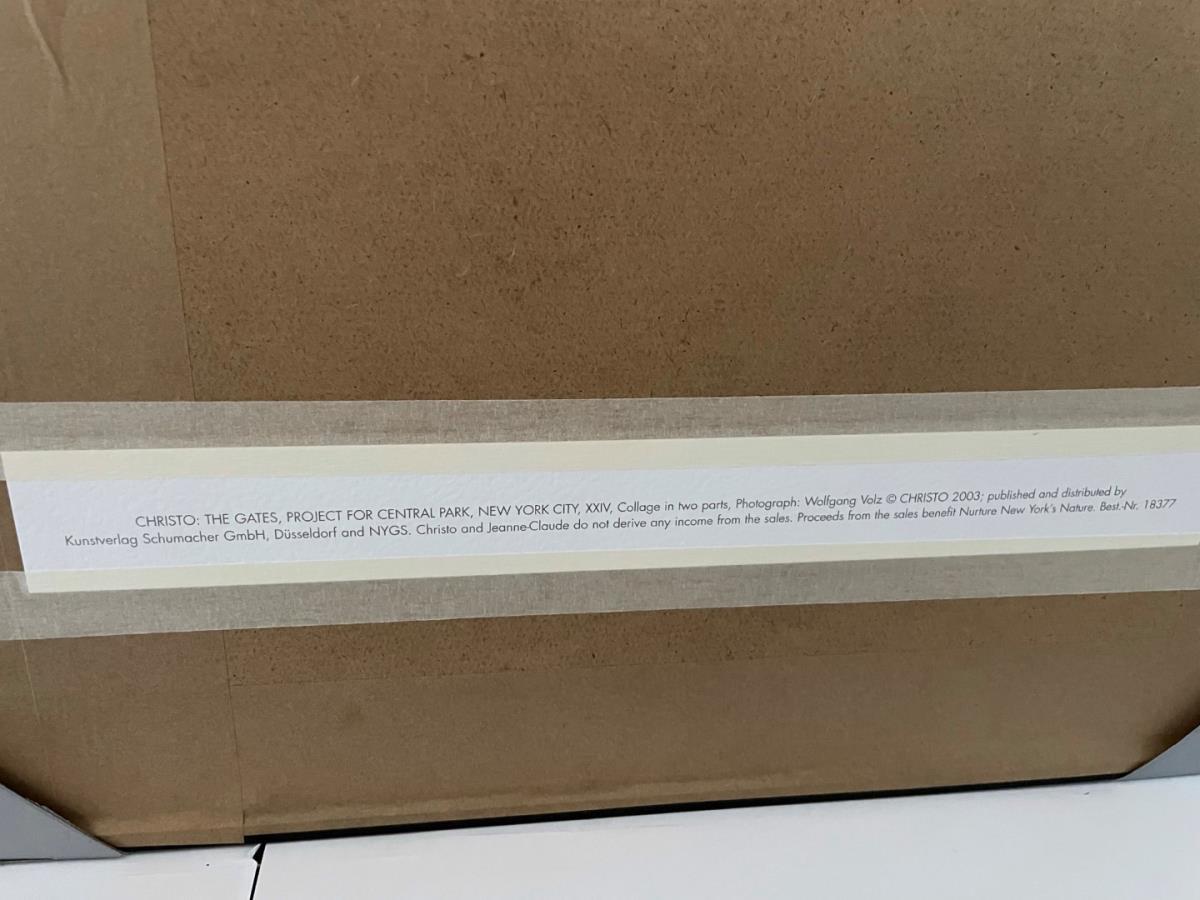 CHRISTO: THE GATES, PROJECT FOR CENTRAL PARK, NEW YORK CITY, XXIV, Collage in two parts, Photograph: Wolfgang Volz © CHRISTO 2003; published and distributed by
Kunstverlag Schumacher GmbH, Düsseldorf and NYGS. Christo and Jeanne-Claude do not derive any income from the sales. Proceeds from the sales benefit Nurture New York's Nature. Best.-Nr. 18377